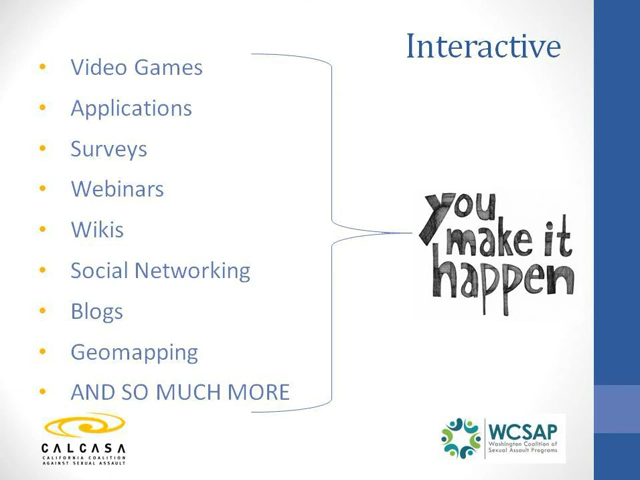 Interactive
• Video Games
• Applications
• Surveys
• Webinars
• Wikis
• Social Networking
• Blogs
• Geomapping
• AND SO MUCH MORE
you
make it
happen
CALCASA
CALIFORNIA COALITION
AGAINST SEXUAL ASSAULT
WCSAP
Washington Coalition of
Sexual Assault Programs